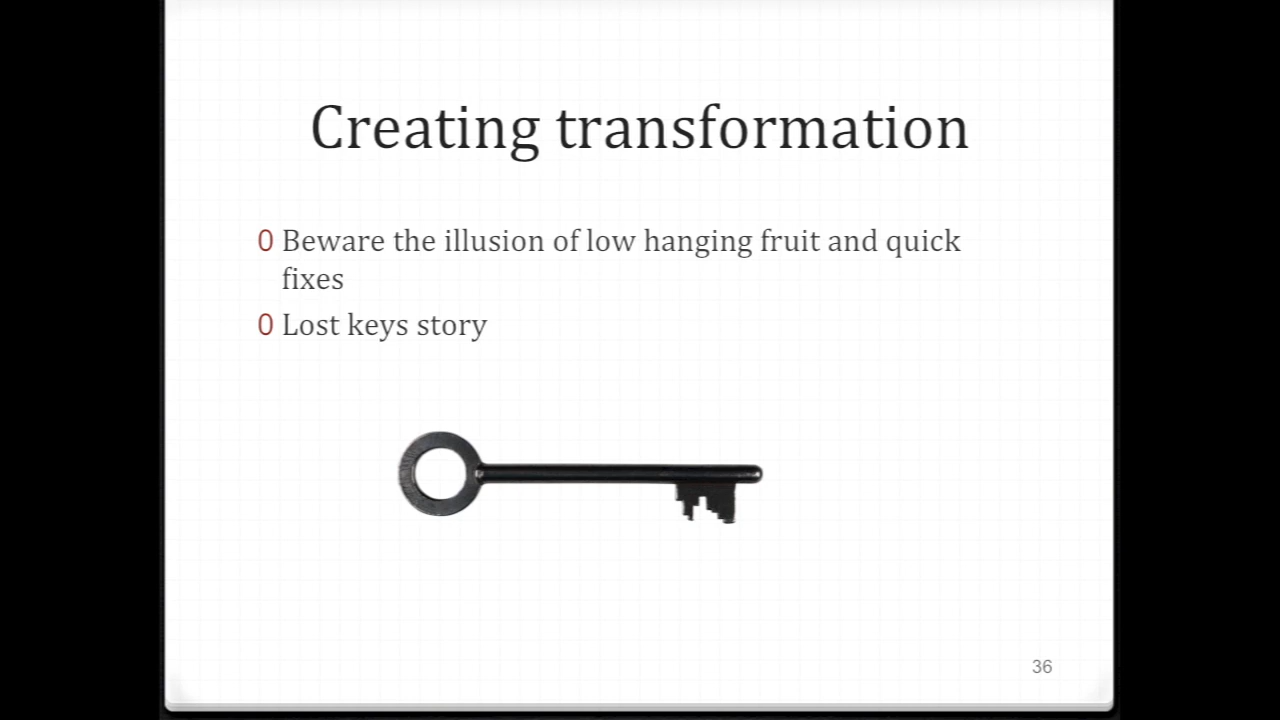 Creating transformation
0 Beware the illusion of low hanging fruit and quick
fixes
0 Lost keys story
36